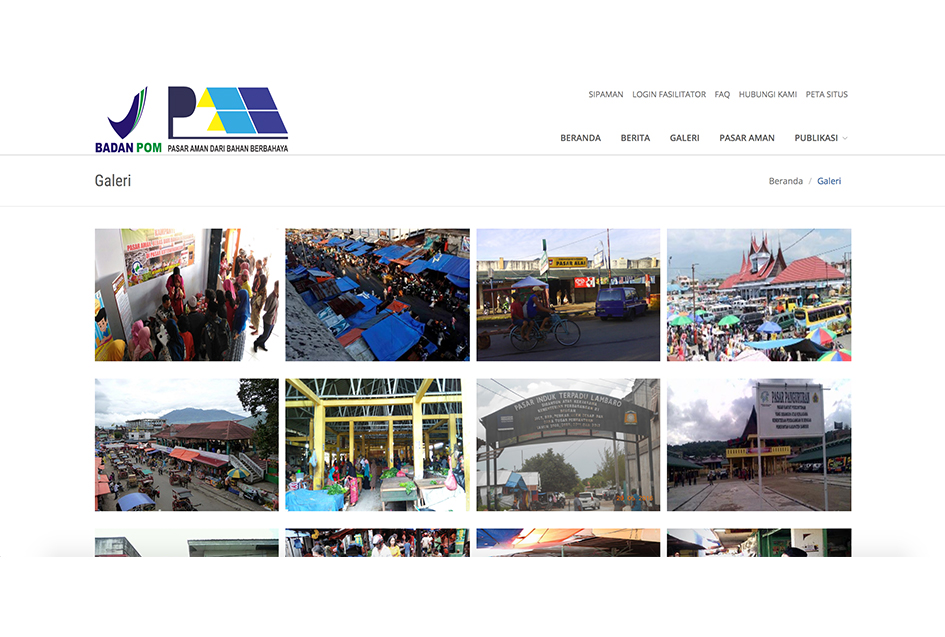 SIPAMAN LOGIN FASILITATOR FAQ HUBUNGI KAMI PETA SITUS
BADAN POM
PASAR AMAN DARI BAHAN BERBAHAYA
BERANDA BERITA GALERI PASAR AMAN PUBLIKASI
Galeri
Beranda / Galeri
PASAR INDUK TERPADU LAMBARO
PASAR PANGURURAN